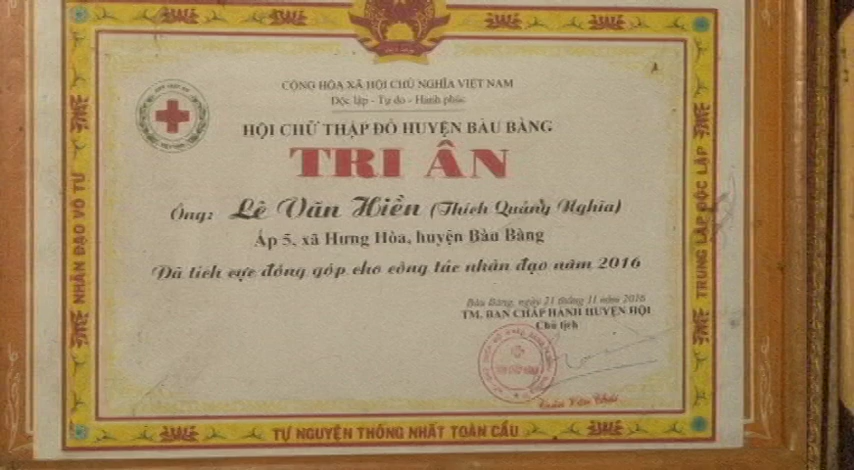 CỘNG HÒA XÃ HỘI CHỦ NGHĨA VIỆT NAM
Độc lập - Tự do - Hạnh phúc
HỘI CHỮ THẬP ĐỎ HUYỆN BÀU BÀNG
TRI ÂN
Ông: Lê Văn Hiền (Thích Quảng Nghĩa)
Ấp 5, xã Hưng Hòa, huyện Bàu Bàng
Đã tích cực đóng góp cho công tác nhân đạo năm 2016
Bàu Bàng, ngày 21 tháng 11 năm 2016
TM. BAN CHẤP HÀNH HUYỆN HỘI
Chủ tịch
NHÂN ĐẠO VÔ TƯ
TRUNG LẬP ĐỘC LẬP
TỰ NGUYỆN THỐNG NHẤT TOÀN CẦU